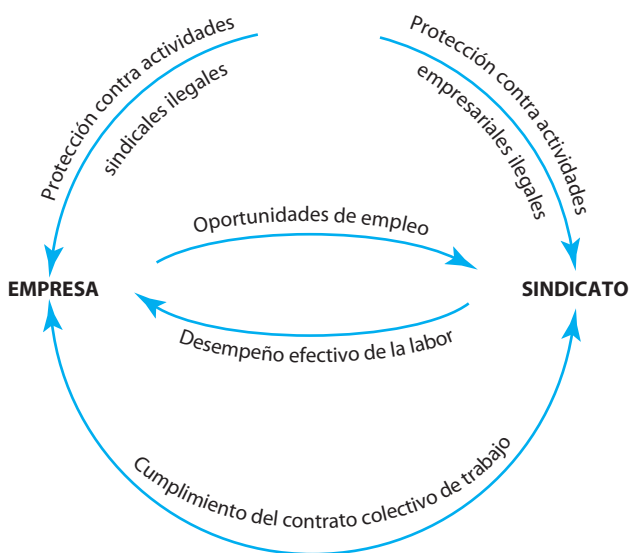 Protección contra actividades
sindicales ilegales
Protección contra actividades
empresariales ilegales
Oportunidades de empleo
EMPRESA
SINDICATO
Desempeño efectivo de la labor
Cumplimiento del contrato colectivo de trabajo